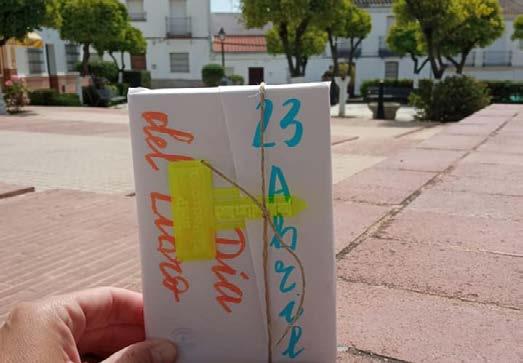 23
Abril
Día
del Libro